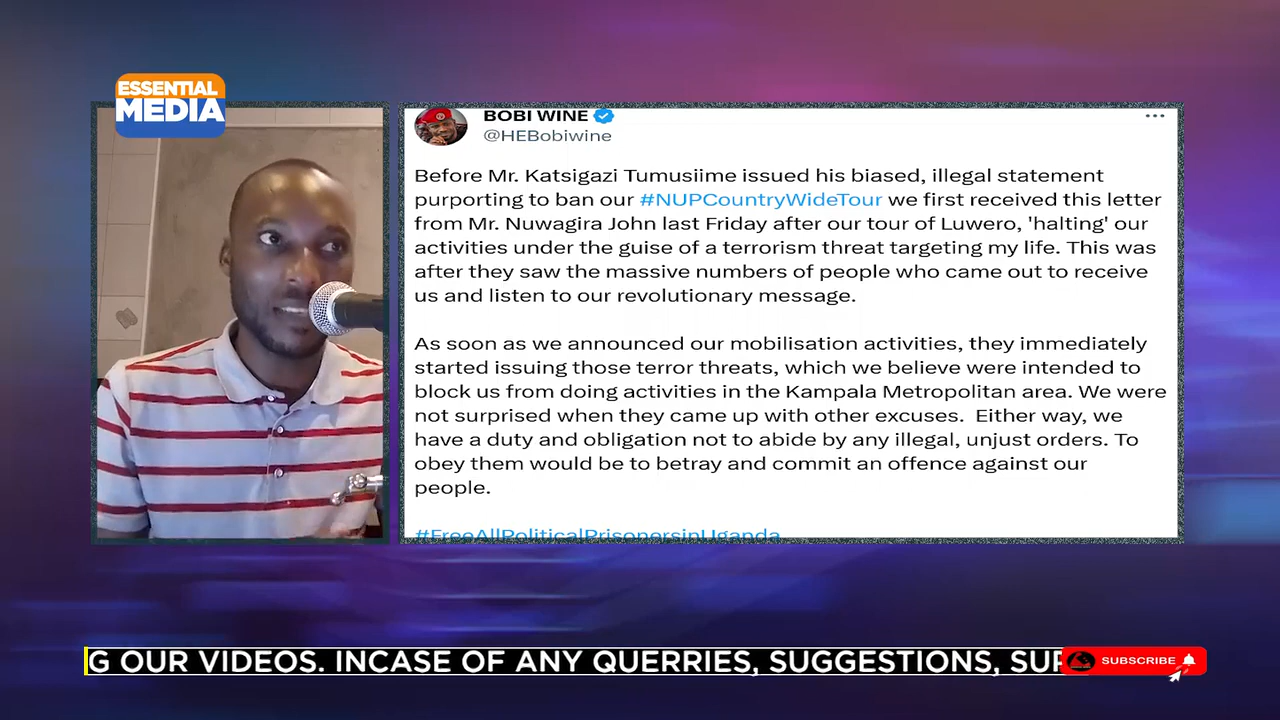 ESSENTIAL
MEDIA
BOBI WINE
@HEBobiwine
Before Mr. Katsigazi Tumusiime issued his biased, illegal statement
purporting to ban our #NUPCountryWideTour we first received this letter
from Mr. Nuwagira John last Friday after our tour of Luwero, 'halting' our
activities under the guise of a terrorism threat targeting my life. This was
after they saw the massive numbers of people who came out to receive
us and listen to our revolutionary message.
As soon as we announced our mobilisation activities, they immediately
started issuing those terror threats, which we believe were intended to
block us from doing activities in the Kampala Metropolitan area. We were
not surprised when they came up with other excuses. Either way, we
have a duty and obligation not to abide by any illegal, unjust orders. To
obey them would be to betray and commit an offence against our
people.
#FreeAllPoliticalPrisonersinUganda
G OUR VIDEOS. INCASE OF ANY QUERRIES, SUGGESTIONS, SUP
SUBSCRIBE